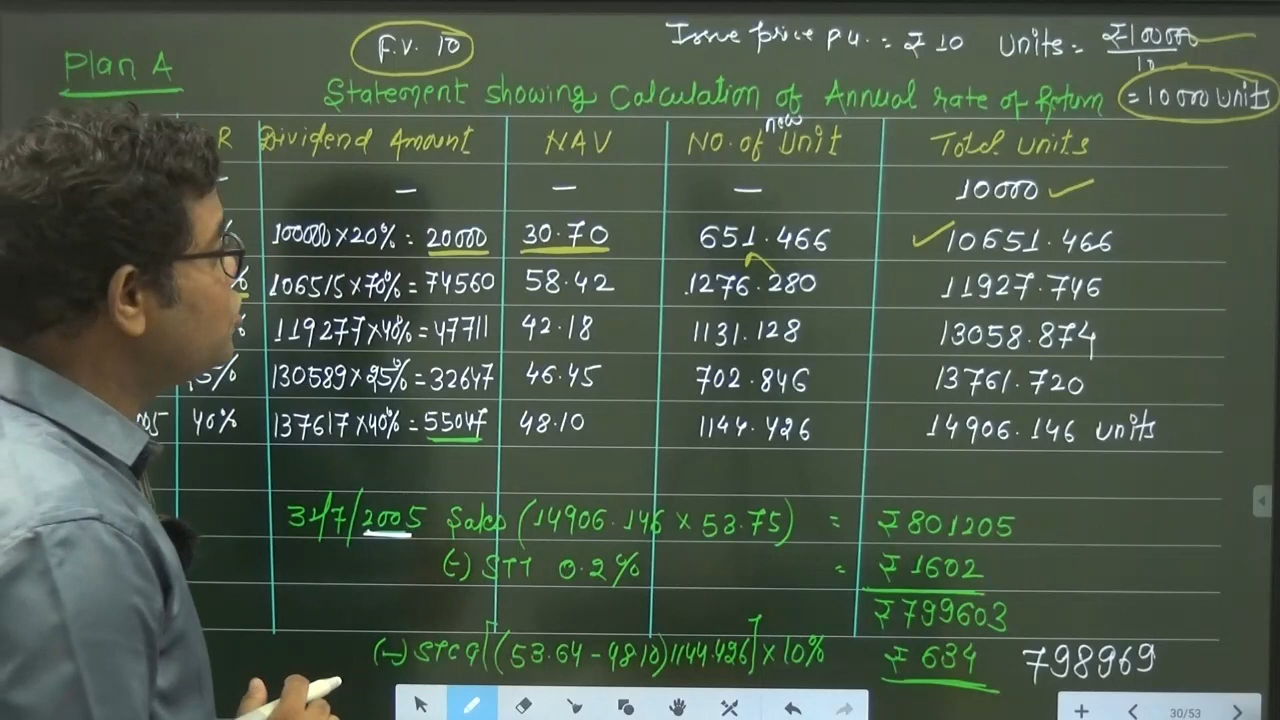 F.V. 10
Issue price P.U. = ₹ 10 Units = ₹100000
10
Plan A
Statement showing Calculation of Annual rate of Return = 10000 Units
R Dividend Amount NAV NO. of new Unit Total Units
- - - - 10000
% 100000 × 20% = 20000 30.70 651.466 10651.466
% 106515 × 70% = 74560 58.42 1276.280 11927.746
% 119277 × 40% = 47711 42.18 1131.128 13058.874
5% 130589 × 25% = 32647 46.45 702.846 13761.720
005 40% 137617 × 40% = 55047 48.10 1144.426 14906.146 units
31/7/2005 Sales (14906.146 × 53.75) = ₹ 801205
(-) STT 0.2% = ₹ 1602
₹ 799603
(-) STCG [(53.64 - 48.10) 1144.426] × 10% ₹ 634 798969
30/53